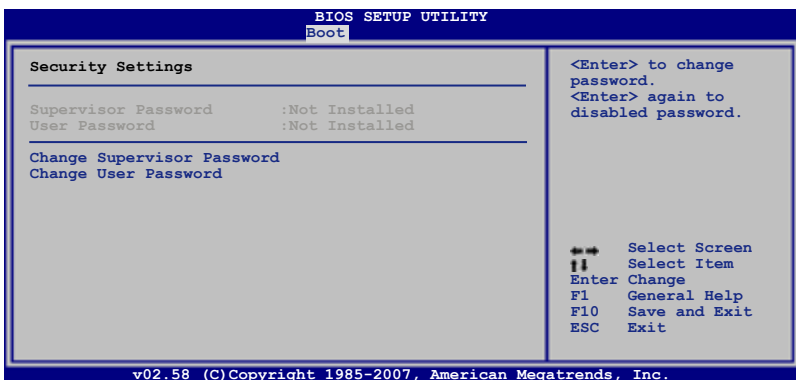 BIOS SETUP UTILITY
Boot
Security Settings
Supervisor Password :Not Installed
User Password :Not Installed
Change Supervisor Password
Change User Password
<Enter> to change
password.
<Enter> again to
disabled password.
←→ Select Screen
↑↓ Select Item
Enter Change
F1 General Help
F10 Save and Exit
ESC Exit
v02.58 (C)Copyright 1985-2007, American Megatrends, Inc.